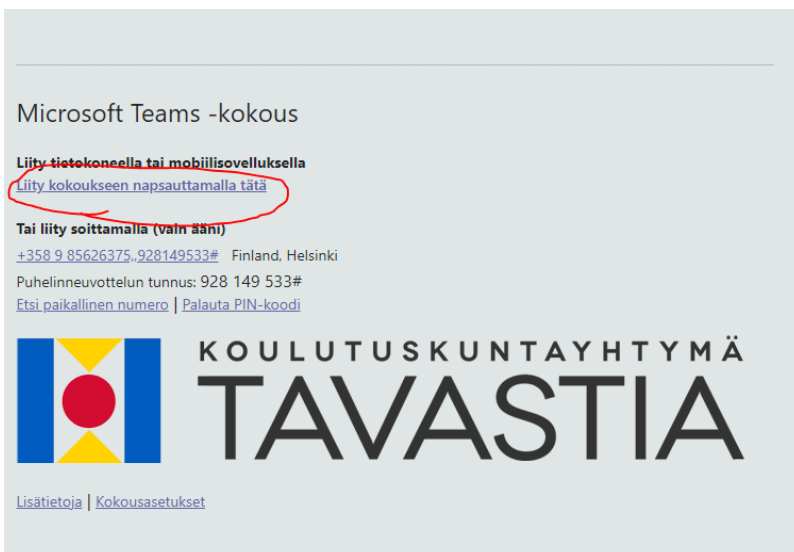 Microsoft Teams -kokous
Liity tietokoneella tai mobiilisovelluksella
Liity kokoukseen napsauttamalla tätä
Tai liity soittamalla (vain ääni)
+358 9 85626375,,928149533# Finland, Helsinki
Puhelinneuvottelun tunnus: 928 149 533#
Etsi paikallinen numero | Palauta PIN-koodi
KOULUTUSKUNTAYHTYMÄ
TAVASTIA
Lisätietoja | Kokousasetukset